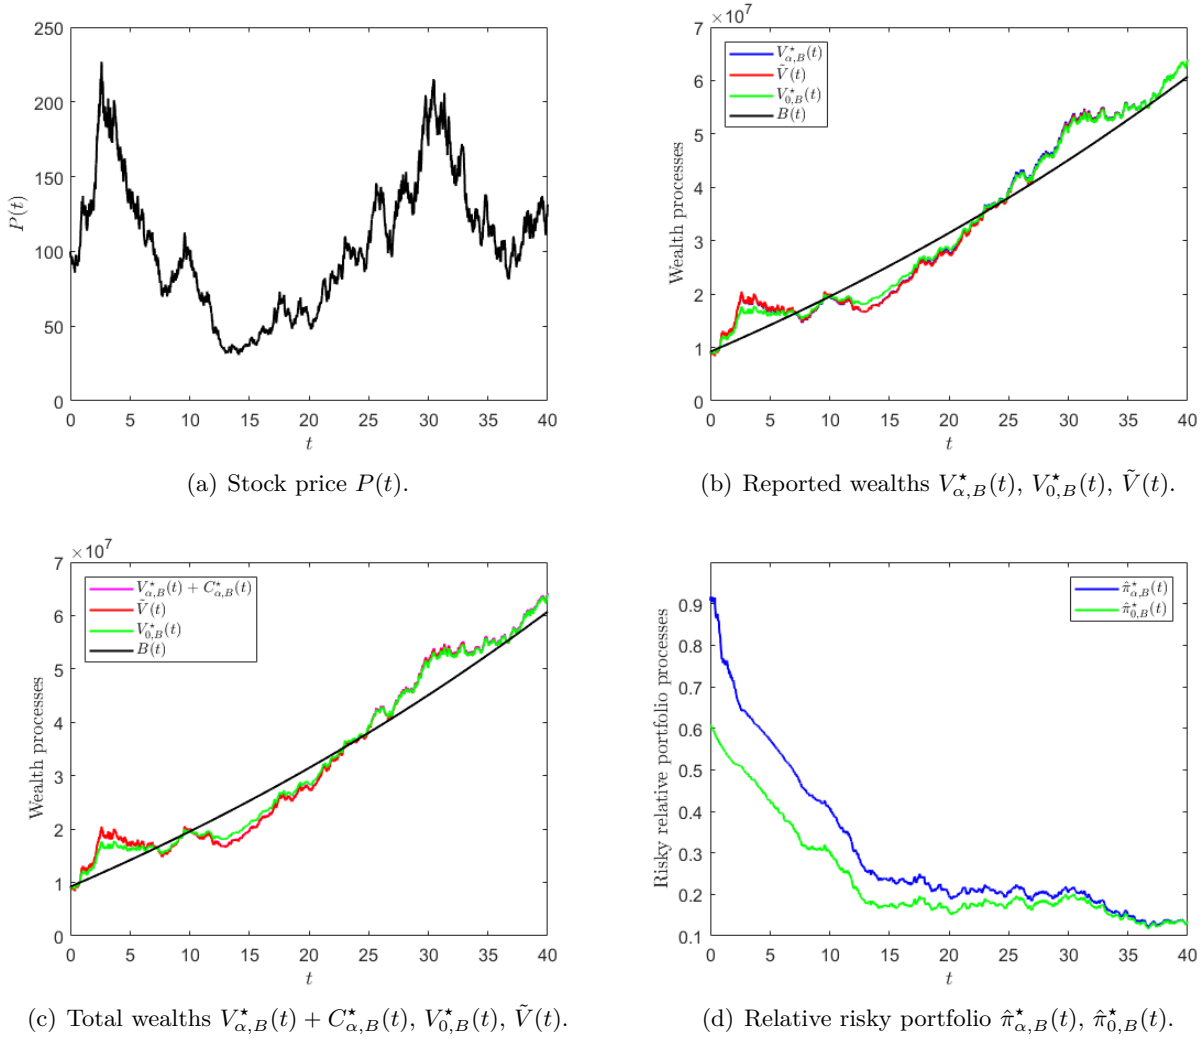 250
200
150
100
50
0
P(t)
0 5 10 15 20 25 30 35 40
t
(a) Stock price P(t).
×10⁷
7
6
5
4
3
2
1
0
Wealth processes
V⋆α,B(t)
Ṽ(t)
V⋆0,B(t)
B(t)
0 5 10 15 20 25 30 35 40
t
(b) Reported wealths V⋆α,B(t), V⋆0,B(t), Ṽ(t).
×10⁷
7
6
5
4
3
2
1
0
Wealth processes
V⋆α,B(t) + C⋆α,B(t)
Ṽ(t)
V⋆0,B(t)
B(t)
0 5 10 15 20 25 30 35 40
t
(c) Total wealths V⋆α,B(t) + C⋆α,B(t), V⋆0,B(t), Ṽ(t).
0.9
0.8
0.7
0.6
0.5
0.4
0.3
0.2
0.1
Risky relative portfolio processes
π̂⋆α,B(t)
π̂⋆0,B(t)
0 5 10 15 20 25 30 35 40
t
(d) Relative risky portfolio π̂⋆α,B(t), π̂⋆0,B(t).